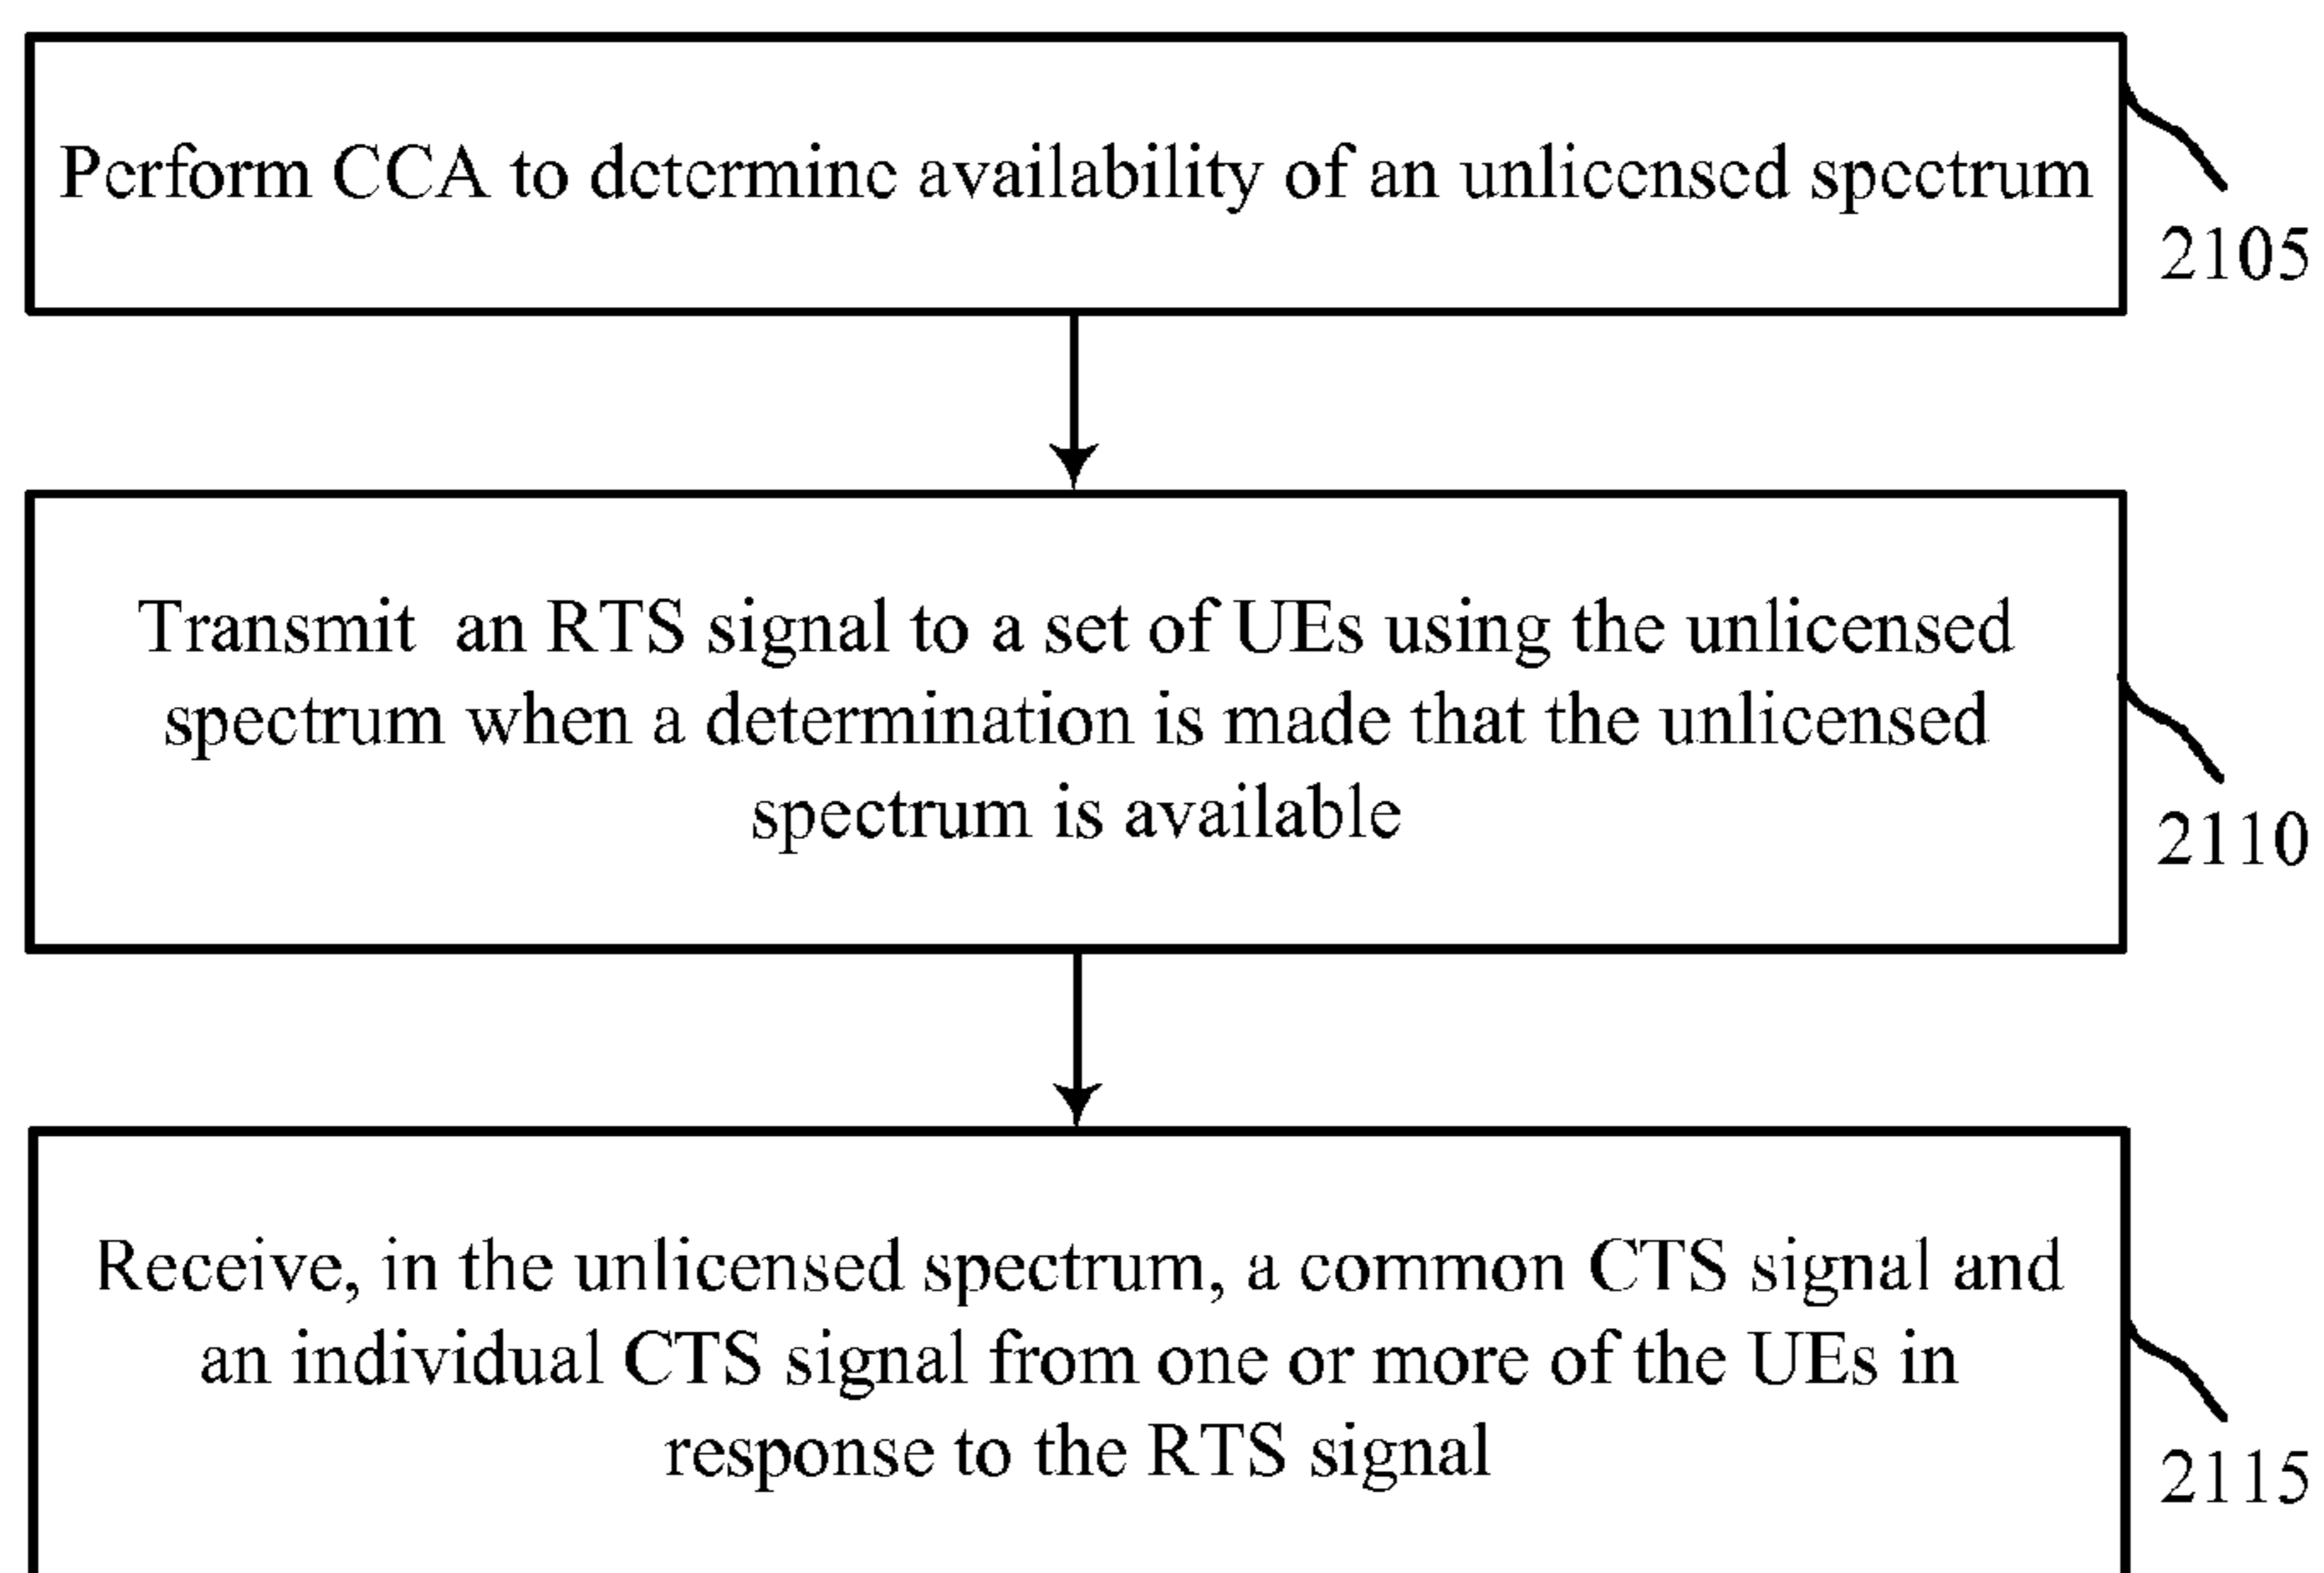 Perform CCA to determine availability of an unlicensed spectrum
2105
Transmit an RTS signal to a set of UEs using the unlicensed
spectrum when a determination is made that the unlicensed
spectrum is available
2110
Receive, in the unlicensed spectrum, a common CTS signal and
an individual CTS signal from one or more of the UEs in
response to the RTS signal
2115